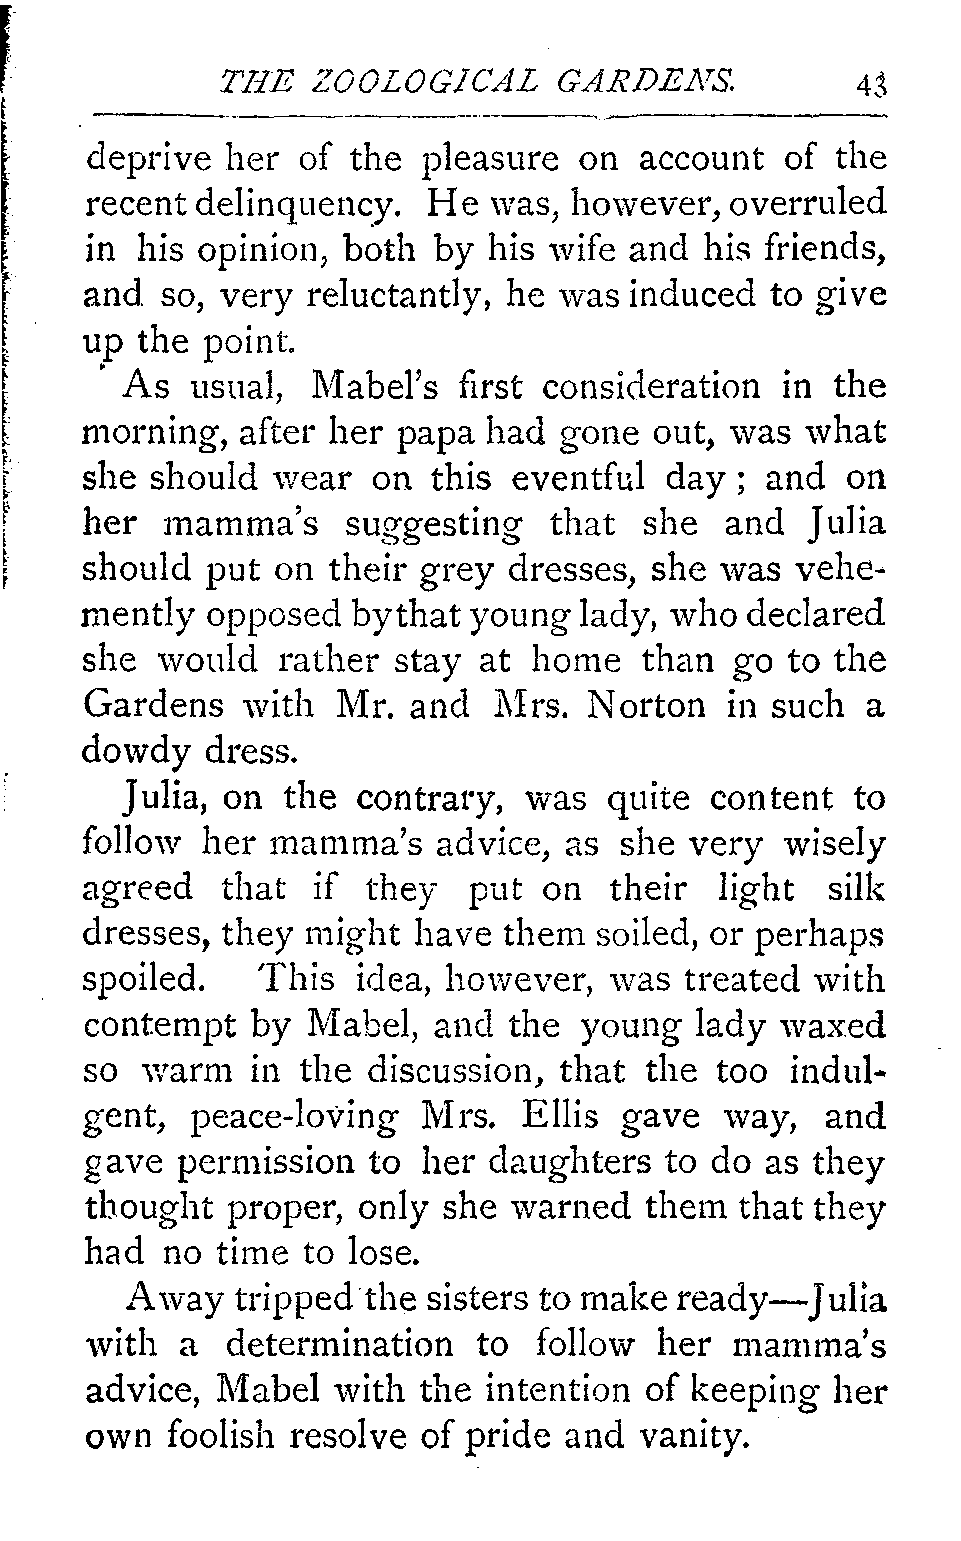 THE ZOOLOGICAL GARDENS. 43
deprive her of the pleasure on account of the
recent delinquency. He was, however, overruled
in his opinion, both by his wife and his friends,
and so, very reluctantly, he was induced to give
up the point.
As usual, Mabel's first consideration in the
morning, after her papa had gone out, was what
she should wear on this eventful day; and on
her mamma's suggesting that she and Julia
should put on their grey dresses, she was vehe-
mently opposed by that young lady, who declared
she would rather stay at home than go to the
Gardens with Mr. and Mrs. Norton in such a
dowdy dress.
Julia, on the contrary, was quite content to
follow her mamma's advice, as she very wisely
agreed that if they put on their light silk
dresses, they might have them soiled, or perhaps
spoiled. This idea, however, was treated with
contempt by Mabel, and the young lady waxed
so warm in the discussion, that the too indul-
gent, peace-loving Mrs. Ellis gave way, and
gave permission to her daughters to do as they
thought proper, only she warned them that they
had no time to lose.
Away tripped the sisters to make ready—Julia
with a determination to follow her mamma's
advice, Mabel with the intention of keeping her
own foolish resolve of pride and vanity.